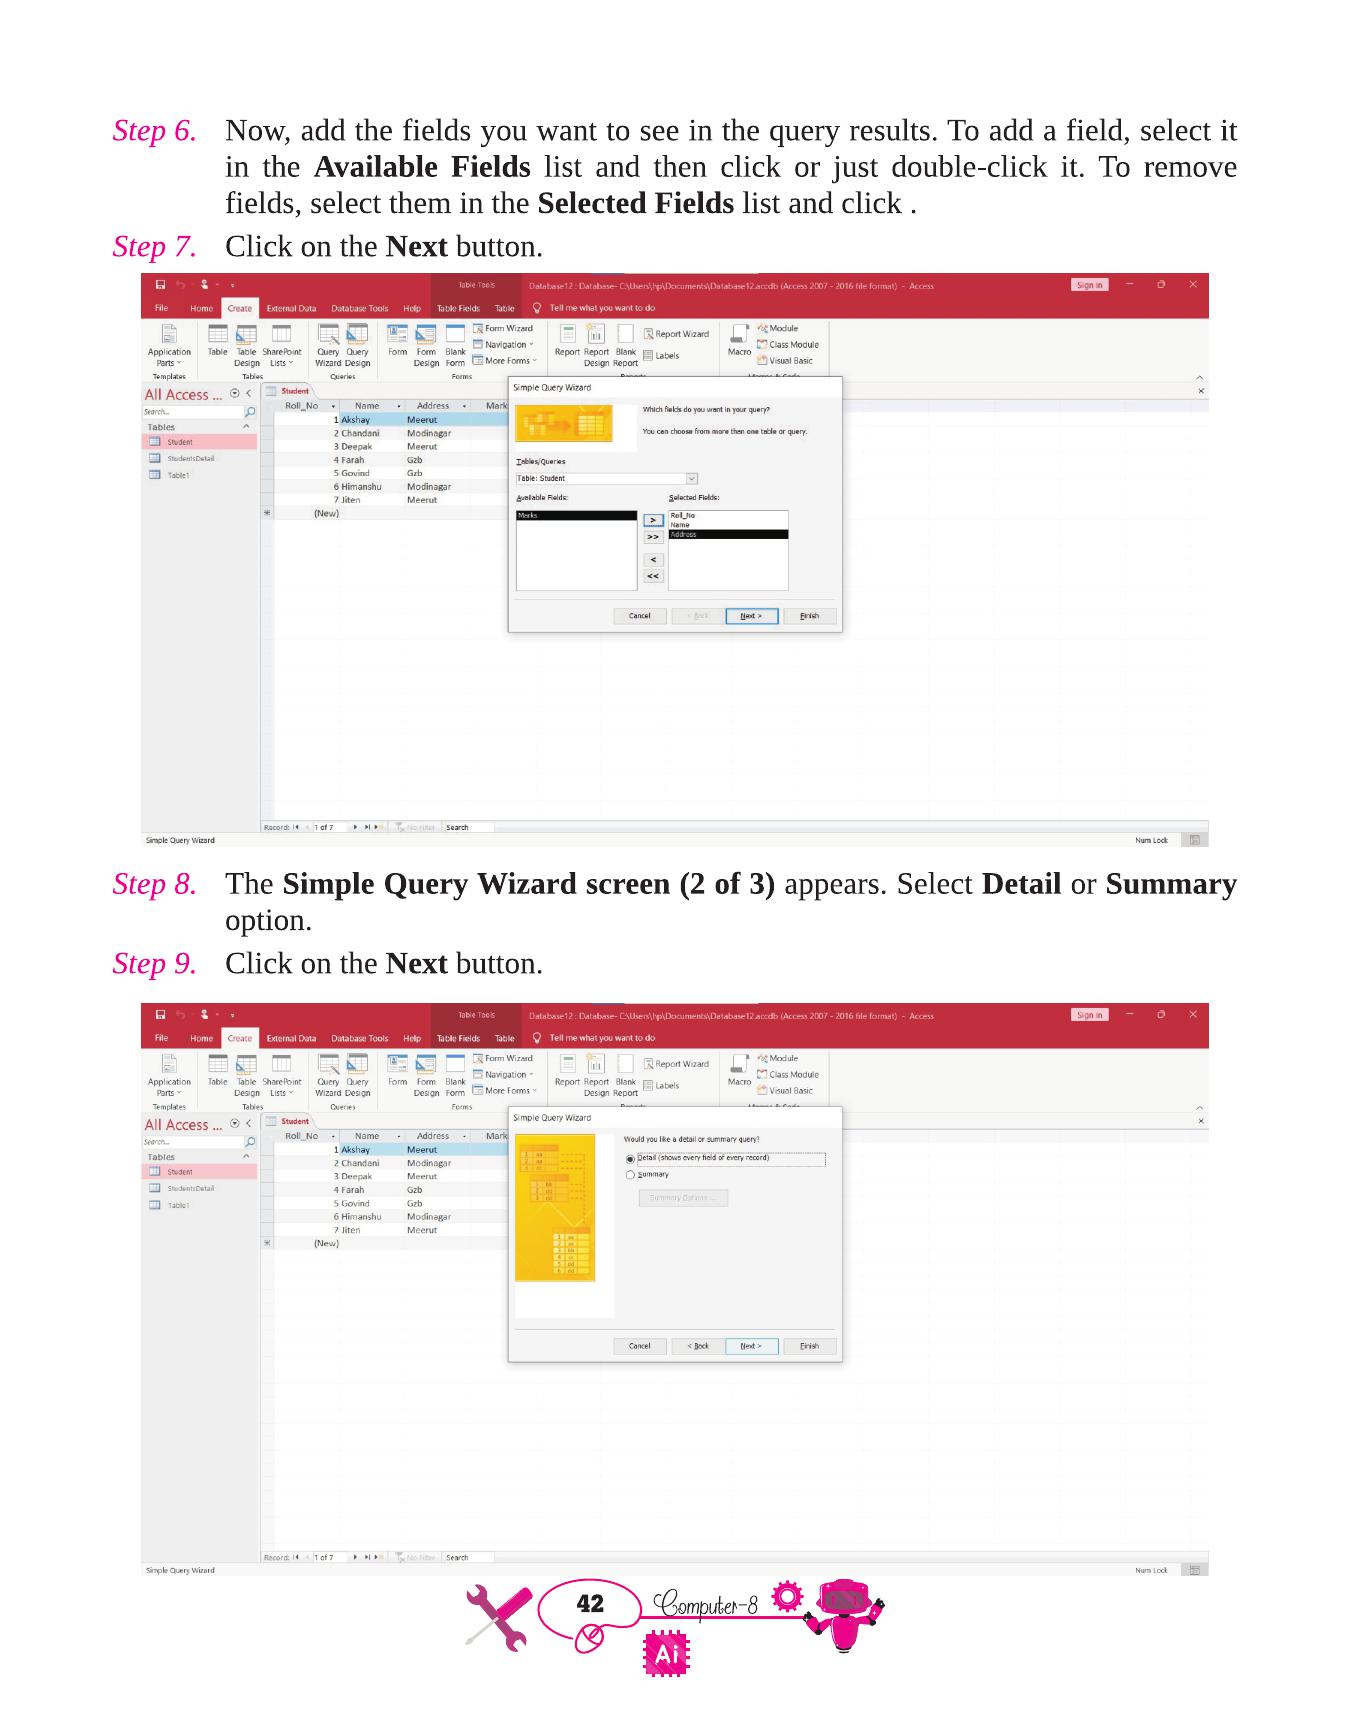 Step 6. Now, add the fields you want to see in the query results. To add a field, select it
in the Available Fields list and then click or just double-click it. To remove
fields, select them in the Selected Fields list and click .
Step 7. Click on the Next button.
Table Tools Database12 : Database- C:\Users\hp\Documents\Database12.accdb (Access 2007 - 2016 file format) - Access Sign in
File Home Create External Data Database Tools Help Table Fields Table Tell me what you want to do
Form Wizard Module
Report Wizard
Application Table Table SharePoint Query Query Form Form Blank Navigation Report Report Blank Macro Class Module
Labels
Parts Design Lists Wizard Design Design Form More Forms Design Report Visual Basic
Templates Tables Queries Forms
All Access ... Student Simple Query Wizard
Search... Roll_No Name Address Mark Which fields do you want in your query?
Tables 1 Akshay Meerut
Student 2 Chandani Modinagar You can choose from more than one table or query.
StudentsDetail 3 Deepak Meerut
Table1 4 Farah Gzb Tables/Queries
5 Govind Gzb Table: Student
6 Himanshu Modinagar
7 Jiten Meerut Available Fields: Selected Fields:
(New) Marks > Roll_No
Name
>> Address
<
<<
Cancel < Back Next > Finish
Record: 1 of 7 No Filter Search
Simple Query Wizard Num Lock
Step 8. The Simple Query Wizard screen (2 of 3) appears. Select Detail or Summary
option.
Step 9. Click on the Next button.
Table Tools Database12 : Database- C:\Users\hp\Documents\Database12.accdb (Access 2007 - 2016 file format) - Access Sign in
File Home Create External Data Database Tools Help Table Fields Table Tell me what you want to do
Form Wizard Module
Report Wizard
Application Table Table SharePoint Query Query Form Form Blank Navigation Report Report Blank Macro Class Module
Labels
Parts Design Lists Wizard Design Design Form More Forms Design Report Visual Basic
Templates Tables Queries Forms
All Access ... Student Simple Query Wizard
Search... Roll_No Name Address Mark Would you like a detail or summary query?
Tables 1 Akshay Meerut Detail (shows every field of every record)
Student 2 Chandani Modinagar Summary
StudentsDetail 3 Deepak Meerut
Table1 4 Farah Gzb Summary Options ...
5 Govind Gzb
6 Himanshu Modinagar
7 Jiten Meerut
(New)
Cancel < Back Next > Finish
Record: 1 of 7 No Filter Search
Simple Query Wizard Num Lock
42 Computer-8
Ai